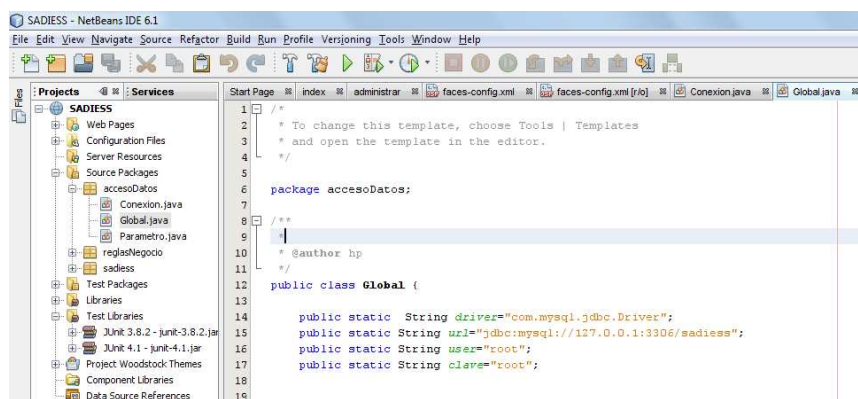 SADIESS - NetBeans IDE 6.1
File Edit View Navigate Source Refactor Build Run Profile Versioning Tools Window Help
Files
Projects Services
Start Page index administrar faces-config.xml faces-config.xml [r/o] Conexion.java Global.java
SADIESS
Web Pages
Configuration Files
Server Resources
Source Packages
accesoDatos
Conexion.java
Global.java
Parametro.java
reglasNegocio
sadiess
Test Packages
Libraries
Test Libraries
JUnit 3.8.2 - junit-3.8.2.jar
JUnit 4.1 - junit-4.1.jar
Project Woodstock Themes
Component Libraries
Data Source References
1 /*
2 * To change this template, choose Tools | Templates
3 * and open the template in the editor.
4 */
5
6 package accesoDatos;
7
8 /**
9 *
10 * @author hp
11 */
12 public class Global {
13
14 public static String driver="com.mysql.jdbc.Driver";
15 public static String url="jdbc:mysql://127.0.0.1:3306/sadiess";
16 public static String user="root";
17 public static String clave="root";
18
19